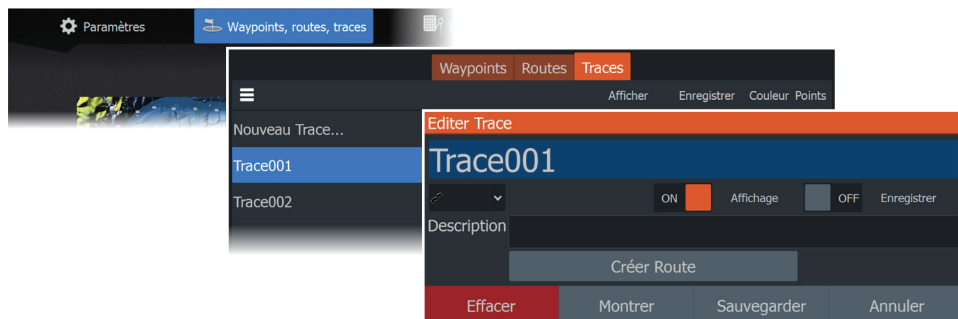 Paramètres
Waypoints, routes, traces
Waypoints Routes Traces
Afficher Enregistrer Couleur Points
Nouveau Trace...
Trace001
Trace002
Editer Trace
Trace001
ON Affichage OFF Enregistrer
Description
Créer Route
Effacer Montrer Sauvegarder Annuler